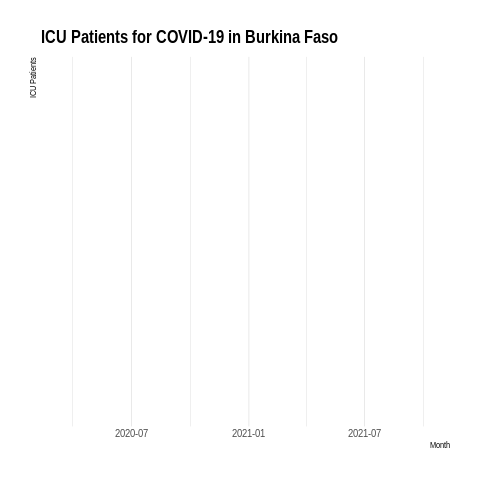 ICU Patients for COVID-19 in Burkina Faso
ICU Patients
2020-07
2021-01
2021-07
Month